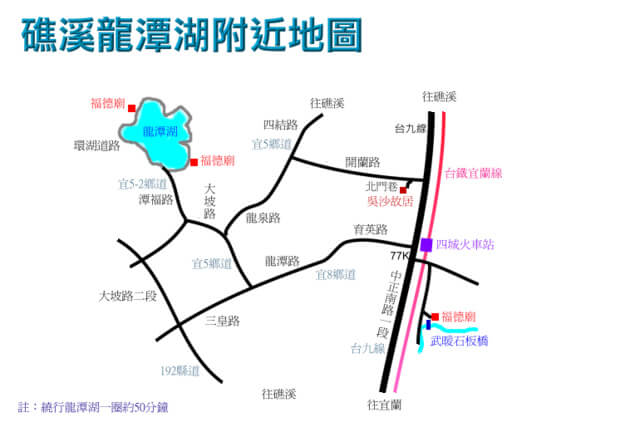 礁溪龍潭湖附近地圖
往礁溪
往礁溪
福德廟
四結路
台九線
龍潭湖
宜5鄉道
環湖道路
福德廟
開蘭路
台鐵宜蘭線
宜5-2鄉道
大坡路
北門巷
潭福路
吳沙故居
龍泉路
育英路
四城火車站
77K
宜5鄉道
龍潭路
宜8鄉道
中正南路一段
大坡路二段
三皇路
福德廟
武暖石板橋
台九線
192縣道
往礁溪
往宜蘭
註：繞行龍潭湖一圈約50分鐘